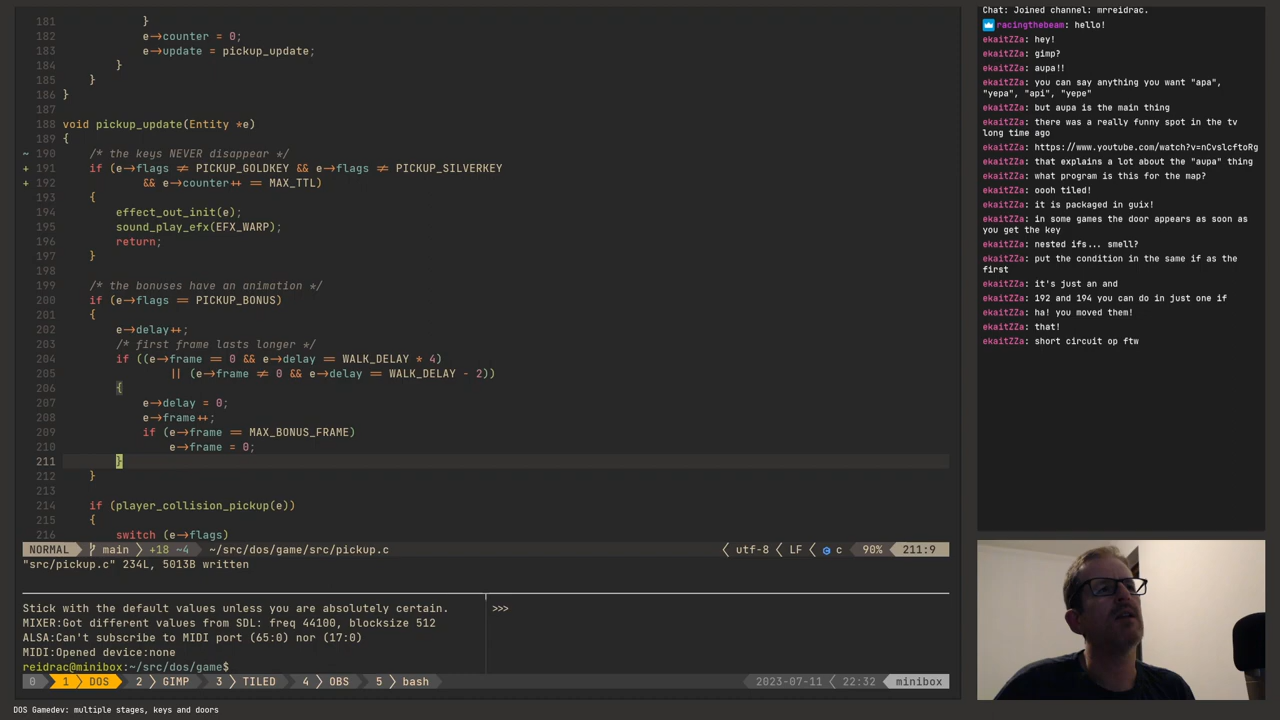 181 }
182 e->counter = 0;
183 e->update = pickup_update;
184 }
185 }
186 }
187
188 void pickup_update(Entity *e)
189 {
~ 190 /* the keys NEVER disappear */
+ 191 if (e->flags ≠ PICKUP_GOLDKEY && e->flags ≠ PICKUP_SILVERKEY
+ 192 && e->counter++ == MAX_TTL)
193 {
194 effect_out_init(e);
195 sound_play_efx(EFX_WARP);
196 return;
197 }
198
199 /* the bonuses have an animation */
200 if (e->flags == PICKUP_BONUS)
201 {
202 e->delay++;
203 /* first frame lasts longer */
204 if ((e->frame == 0 && e->delay == WALK_DELAY * 4)
205 || (e->frame ≠ 0 && e->delay == WALK_DELAY - 2))
206 {
207 e->delay = 0;
208 e->frame++;
209 if (e->frame == MAX_BONUS_FRAME)
210 e->frame = 0;
211 }
212 }
213
214 if (player_collision_pickup(e))
215 {
216 switch (e->flags)
NORMAL main +18 ~4 ~/src/dos/game/src/pickup.c utf-8 LF c 90% 211:9
"src/pickup.c" 234L, 5013B written
Stick with the default values unless you are absolutely certain.
MIXER:Got different values from SDL: freq 44100, blocksize 512
ALSA:Can't subscribe to MIDI port (65:0) nor (17:0)
MIDI:Opened device:none
reidrac@minibox:~/src/dos/game$
>>>
0 1 DOS 2 GIMP 3 TILED 4 OBS 5 bash 2023-07-11 22:32 minibox
DOS Gamedev: multiple stages, keys and doors
Chat: Joined channel: mrreidrac.
racingthebeam: hello!
ekaitZZa: hey!
ekaitZZa: gimp?
ekaitZZa: aupa!!
ekaitZZa: you can say anything you want "apa",
"yepa", "api", "yepe"
ekaitZZa: but aupa is the main thing
ekaitZZa: there was a really funny spot in the tv
long time ago
ekaitZZa: https://www.youtube.com/watch?v=nCvslcftoRg
ekaitZZa: that explains a lot about the "aupa" thing
ekaitZZa: what program is this for the map?
ekaitZZa: oooh tiled!
ekaitZZa: it is packaged in guix!
ekaitZZa: in some games the door appears as soon as
you get the key
ekaitZZa: nested ifs... smell?
ekaitZZa: put the condition in the same if as the
first
ekaitZZa: it's just an and
ekaitZZa: 192 and 194 you can do in just one if
ekaitZZa: ha! you moved them!
ekaitZZa: that!
ekaitZZa: short circuit op ftw